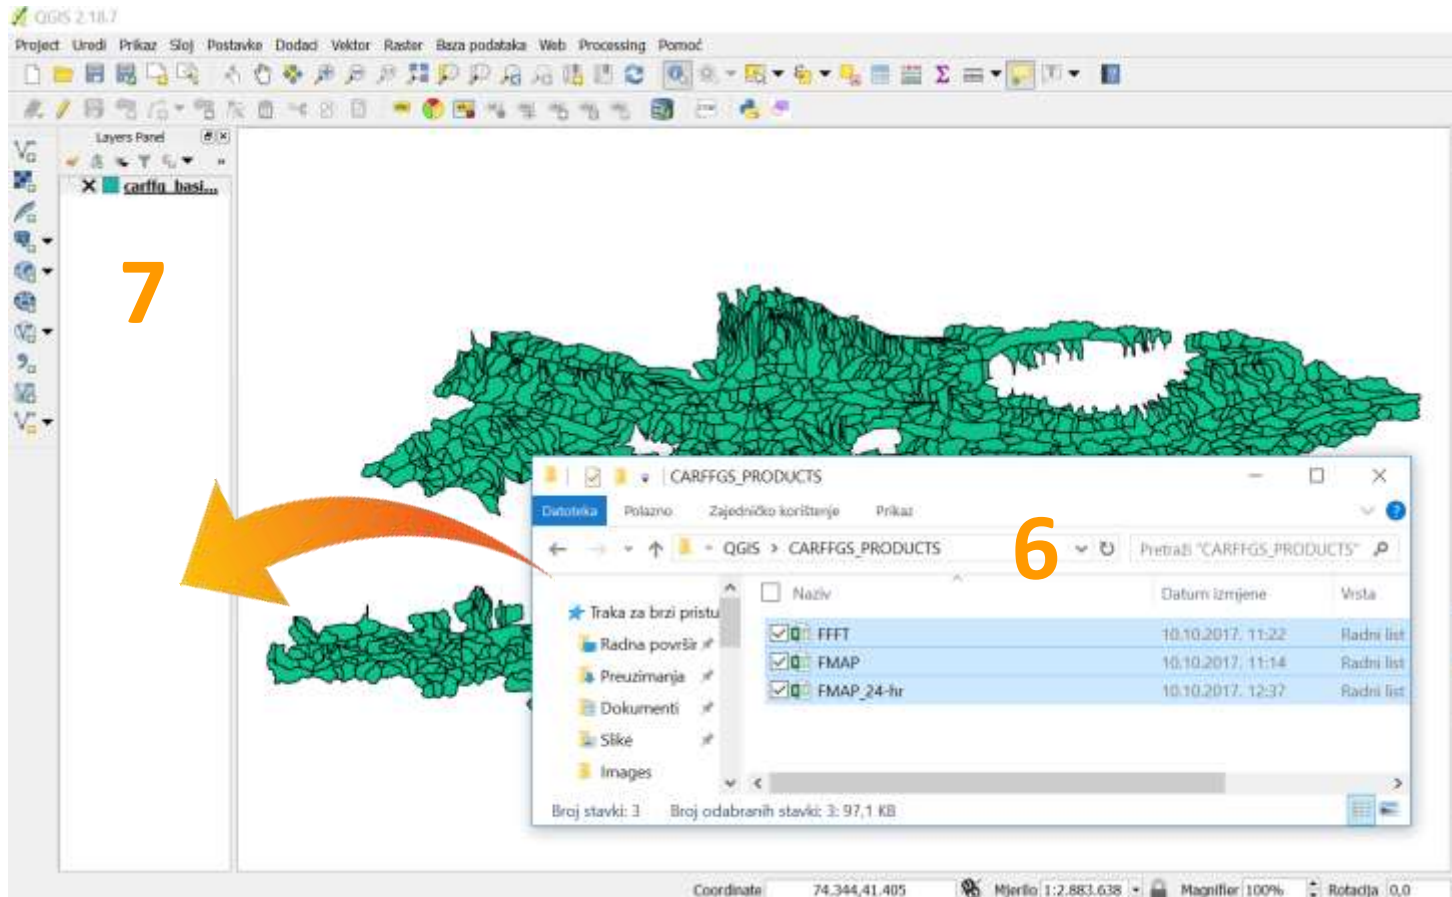 QGIS 2.18.7
Project Uredi Prikaz Sloj Postavke Dodaci Vektor Raster Baza podataka Web Processing Pomoć
Layers Panel
carffg_basi...
7
CARFFGS_PRODUCTS
Datoteka Polazno Zajedničko korištenje Prikaz
QGIS > CARFFGS_PRODUCTS
6
Pretraži "CARFFGS_PRODUCTS"
Naziv Datum izmjene Vrsta
Traka za brzi pristu
Radna površir
Preuzimanja
Dokumenti
Slike
Images
FFFT 10.10.2017. 11:22 Radni list
FMAP 10.10.2017. 11:14 Radni list
FMAP_24-hr 10.10.2017. 12:37 Radni list
Broj stavki: 3 Broj odabranih stavki: 3: 97,1 KB
Coordinate 74.344,41.405 Mjerilo 1:2.883.638 Magnifier 100% Rotacija 0,0